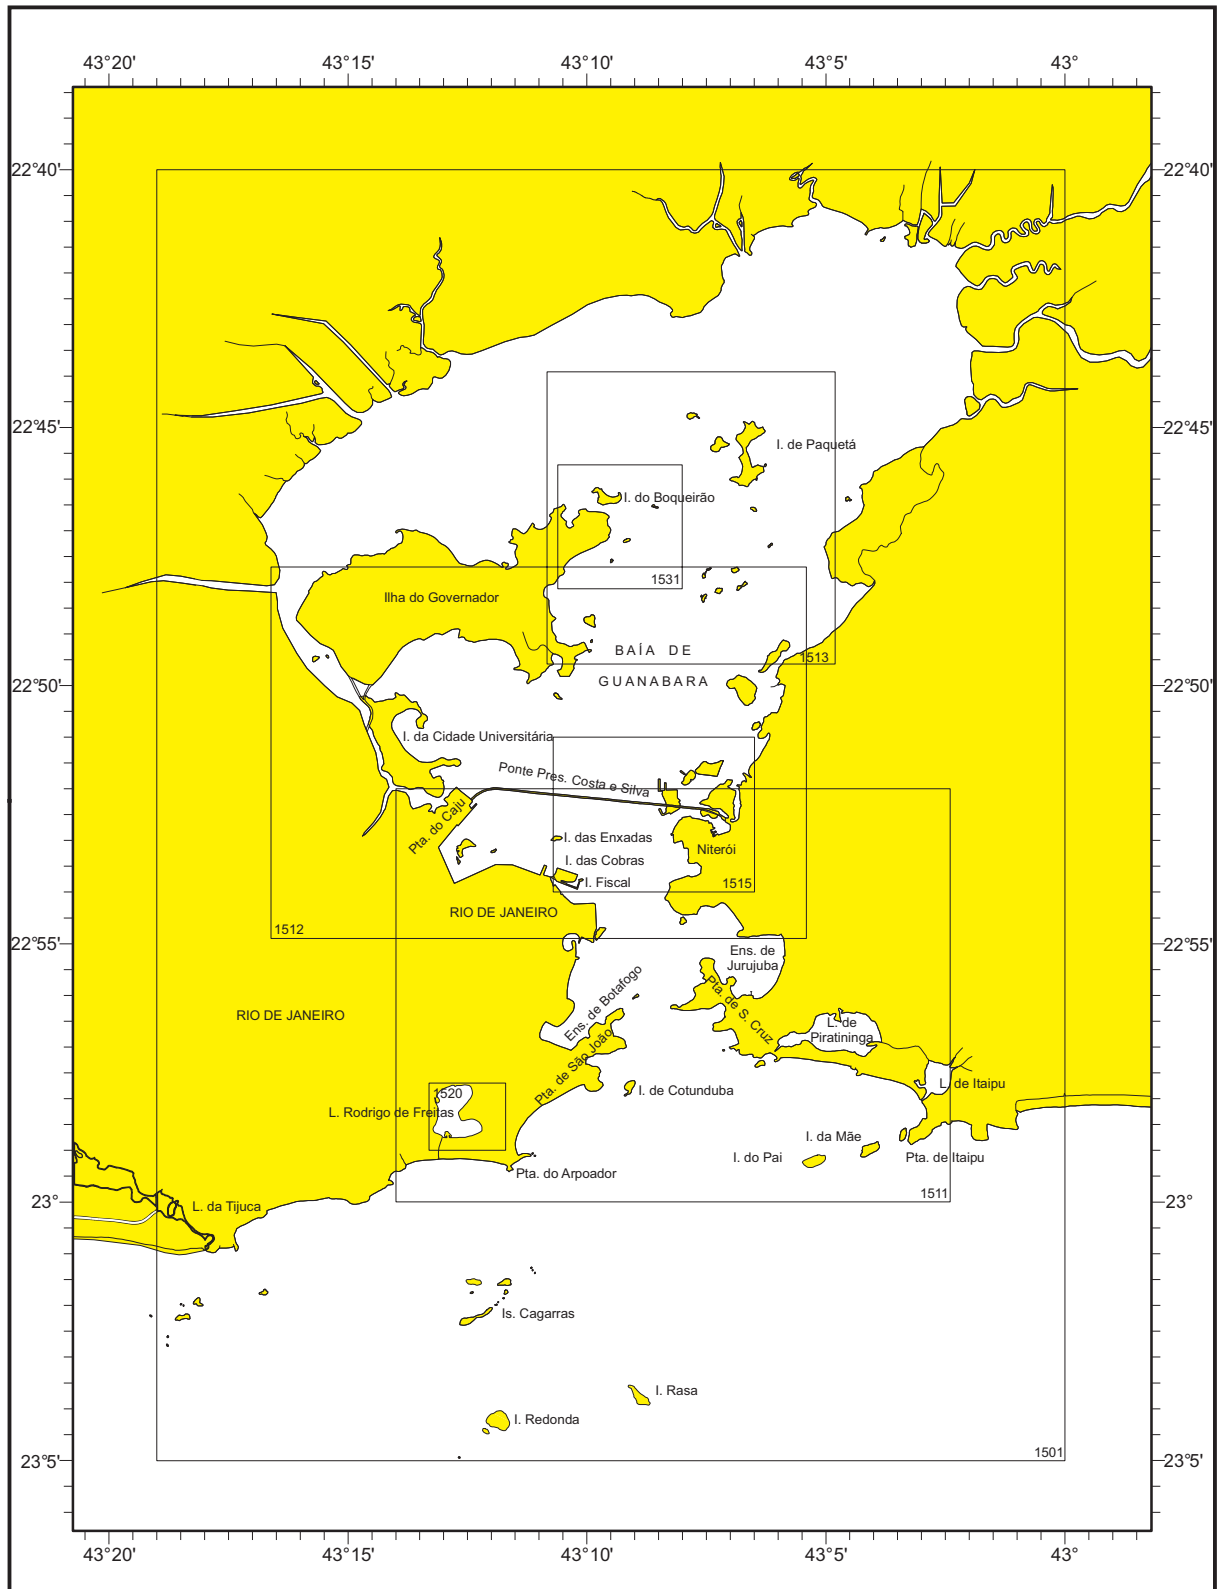 43°20' 43°15' 43°10' 43°5' 43°
22°40' 22°40'
22°45' 22°45'
I. de Paquetá
I. do Boqueirão
1531
Ilha do Governador
BAÍA DE
1513
GUANABARA
22°50' 22°50'
I. da Cidade Universitária
Ponte Pres. Costa e Silva
Pta. do Caju
I. das Enxadas
Niterói
I. das Cobras
I. Fiscal
1515
RIO DE JANEIRO
1512
22°55' 22°55'
Ens. de
Jurujuba
Ens. de Botafogo
Pta. de S. Cruz
RIO DE JANEIRO
L. de
Piratininga
Pta. de São João
L. de Itaipu
I. de Cotunduba
1520
L. Rodrigo de Freitas
I. da Mãe
I. do Pai
Pta. de Itaipu
Pta. do Arpoador
1511
23° 23°
L. da Tijuca
Is. Cagarras
I. Rasa
I. Redonda
1501
23°5' 23°5'
43°20' 43°15' 43°10' 43°5' 43°